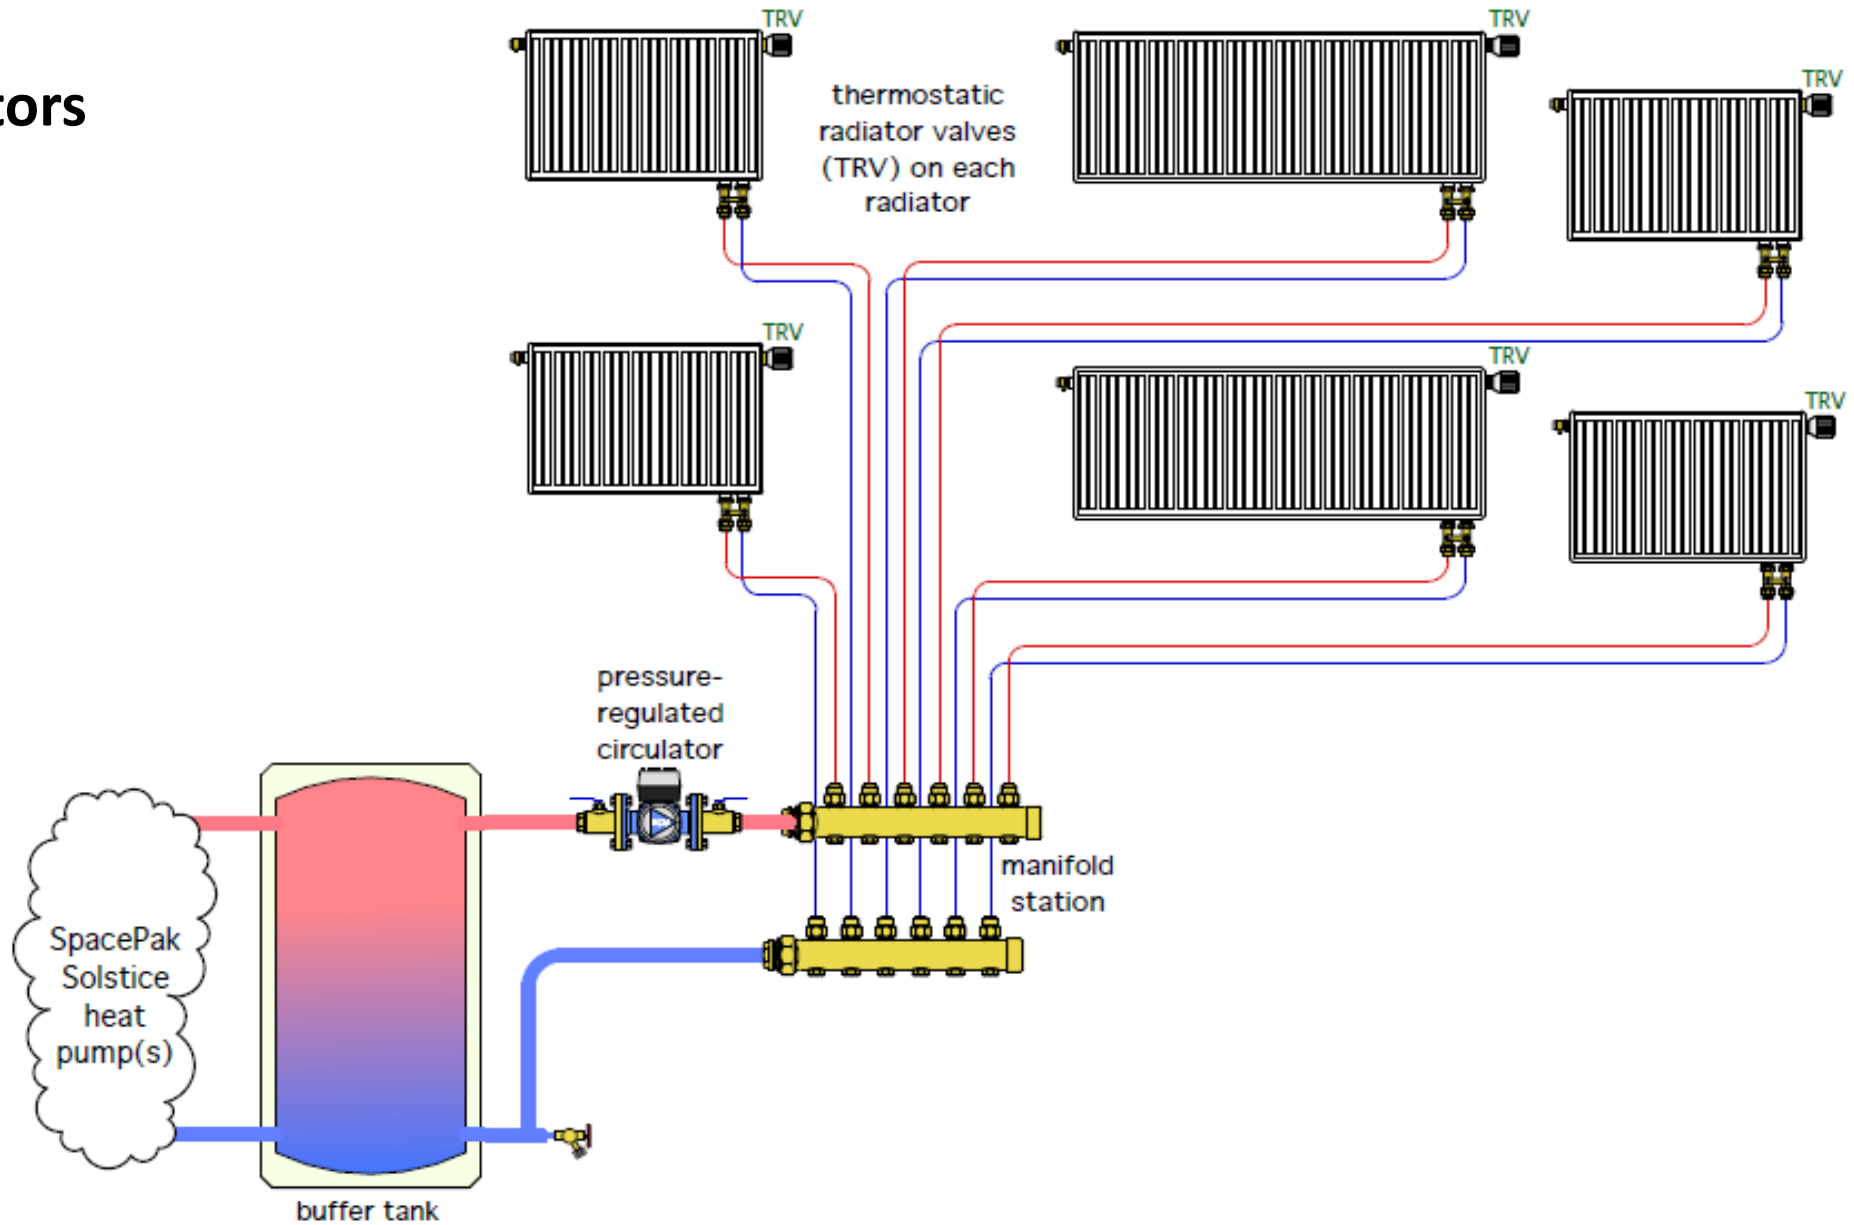 tors
TRV
TRV
TRV
thermostatic
radiator valves
(TRV) on each
radiator
TRV
TRV
TRV
pressure-
regulated
circulator
manifold
station
SpacePak
Solstice
heat
pump(s)
buffer tank